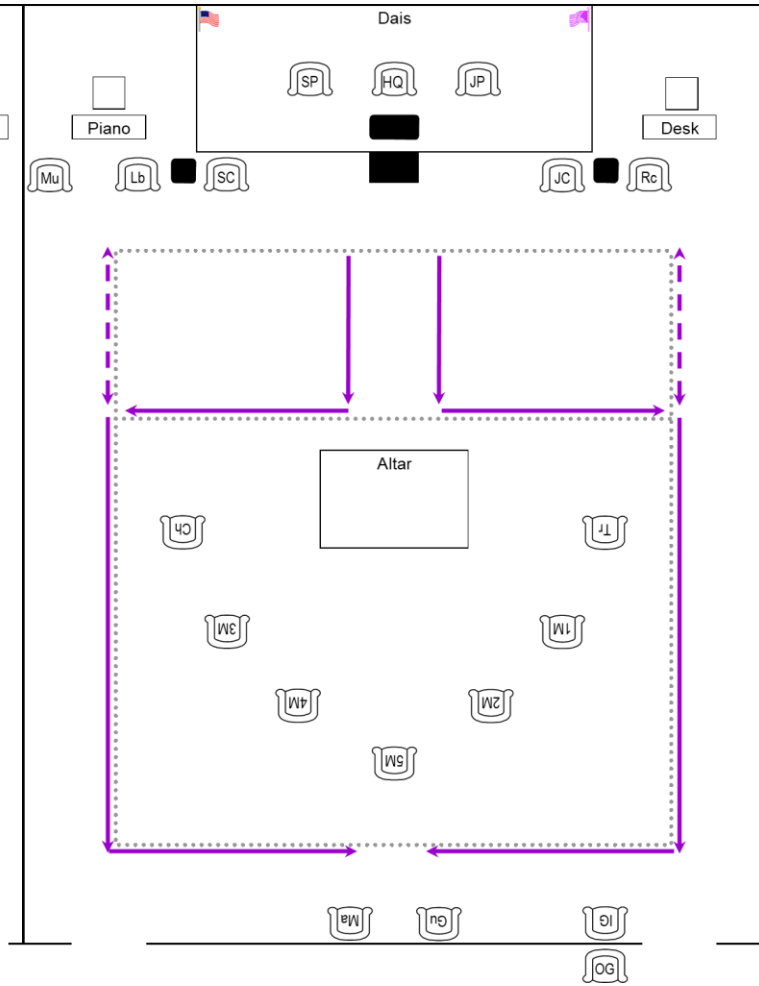 Dais
SP
HQ
JP
Piano
Desk
Mu
Lb
SC
JC
Rc
Altar
Ch
Tr
3M
1M
4M
2M
5M
Ma
Gu
IG
OG